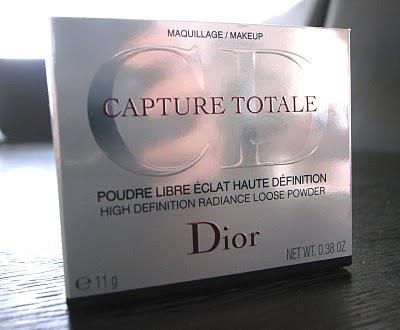 MAQUILLAGE / MAKEUP
CD
CAPTURE TOTALE
POUDRE LIBRE ÉCLAT HAUTE DÉFINITION
HIGH DEFINITION RADIANCE LOOSE POWDER
Dior
℮ 11 g
NET WT. 0.38 OZ